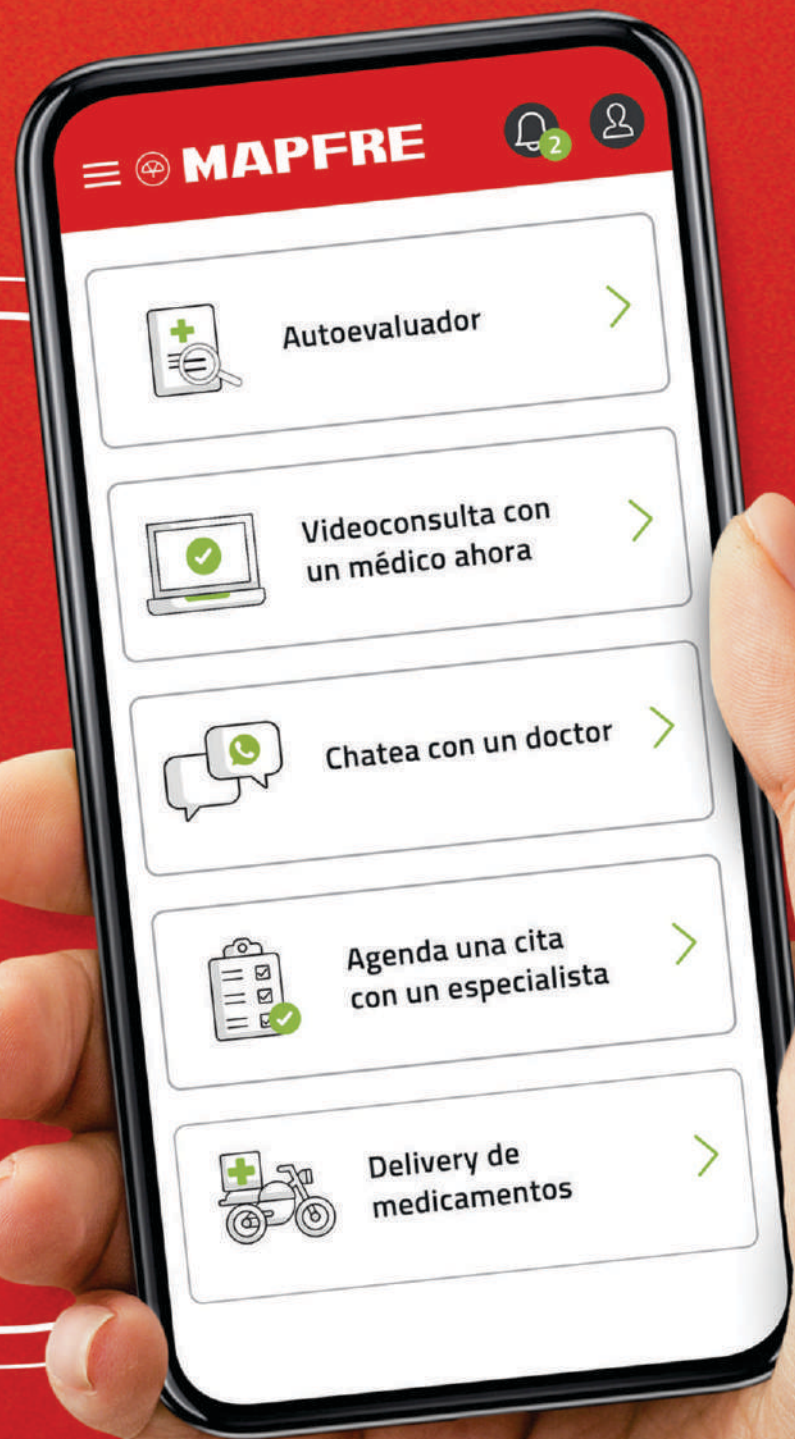 MAPFRE
2
Autoevaluador
Videoconsulta con
un médico ahora
Chatea con un doctor
Agenda una cita
con un especialista
Delivery de
medicamentos